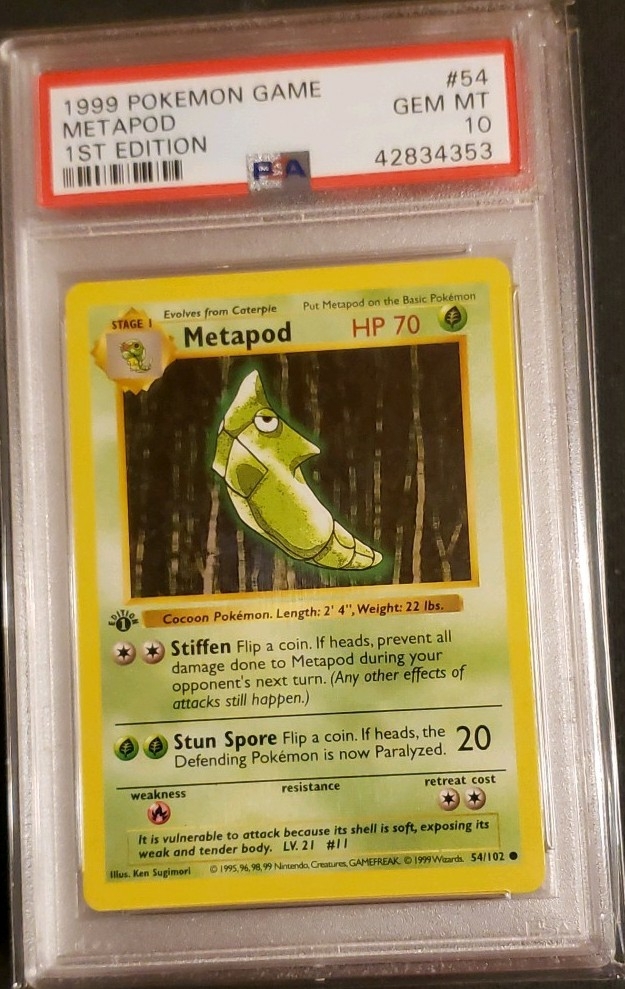 1999 POKEMON GAME #54
METAPOD GEM MT
1ST EDITION 10
42834353
PSA
STAGE 1 Evolves from Caterpie Put Metapod on the Basic Pokémon
Metapod HP 70
Cocoon Pokémon. Length: 2' 4", Weight: 22 lbs.
EDITION 1
Stiffen Flip a coin. If heads, prevent all
damage done to Metapod during your
opponent's next turn. (Any other effects of
attacks still happen.)
Stun Spore Flip a coin. If heads, the 20
Defending Pokémon is now Paralyzed.
weakness resistance retreat cost
It is vulnerable to attack because its shell is soft, exposing its
weak and tender body. LV. 21 #11
Illus. Ken Sugimori © 1995, 96, 98, 99 Nintendo, Creatures, GAMEFREAK. © 1999 Wizards. 54/102